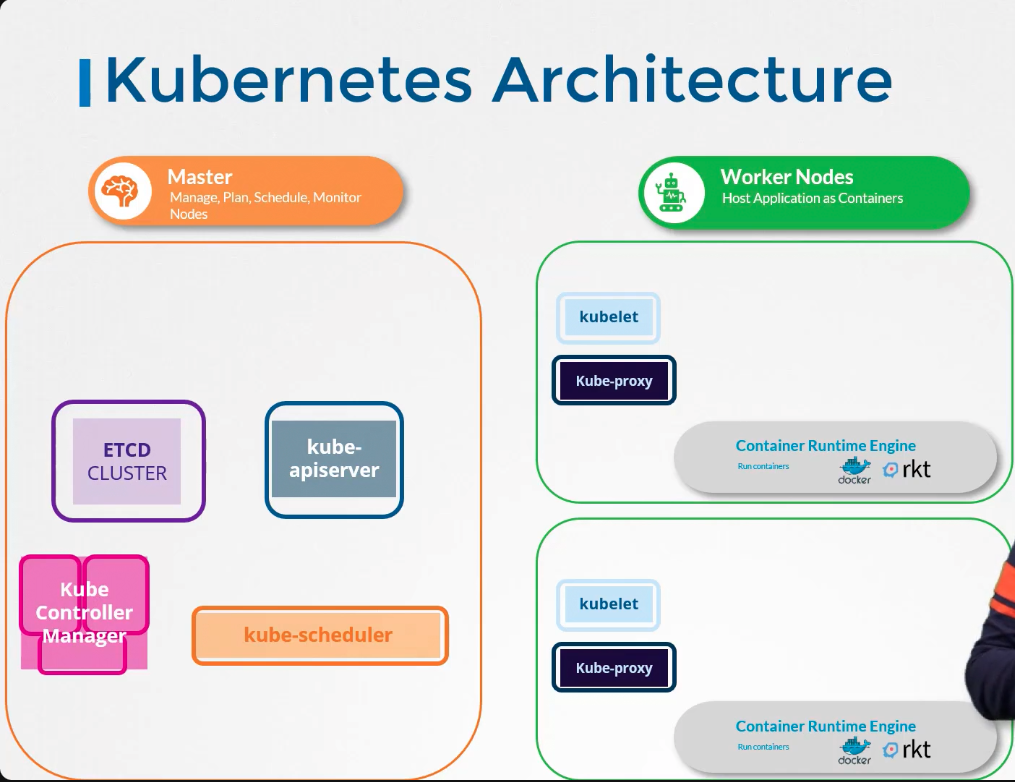 Kubernetes Architecture
Master
Manage, Plan, Schedule, Monitor
Nodes
Worker Nodes
Host Application as Containers
ETCD
CLUSTER
kube-
apiserver
Kube
Controller
Manager
kube-scheduler
kubelet
Kube-proxy
Container Runtime Engine
Run containers
docker
rkt
kubelet
Kube-proxy
Container Runtime Engine
Run containers
docker
rkt